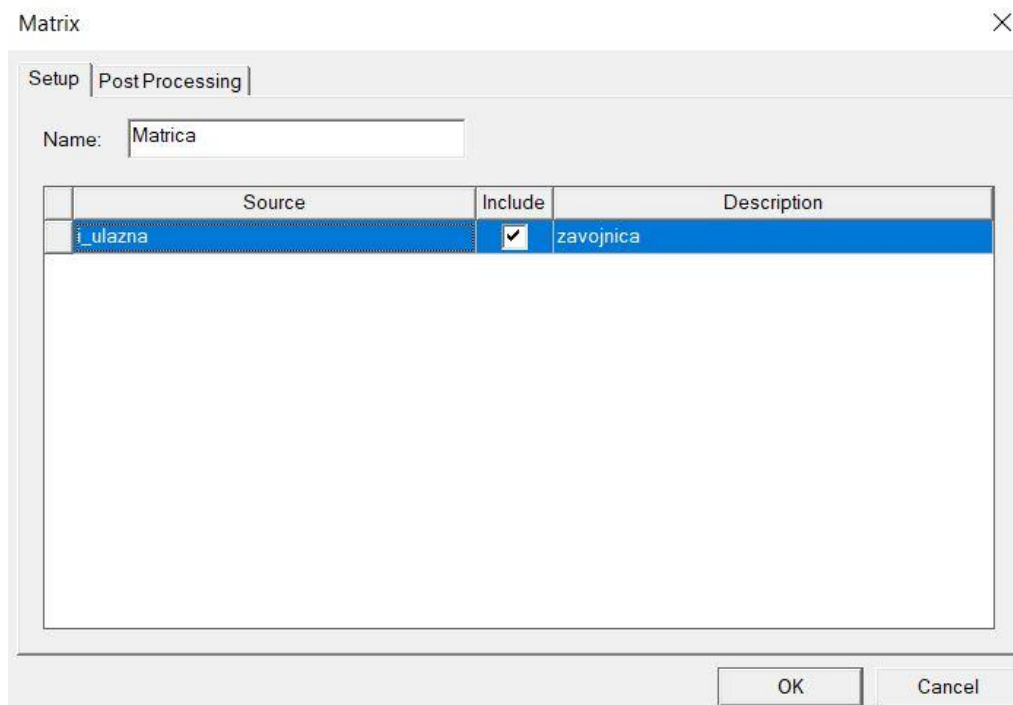 Matrix
Setup Post Processing
Name: Matrica
Source Include Description
i_ulazna zavojnica
OK Cancel